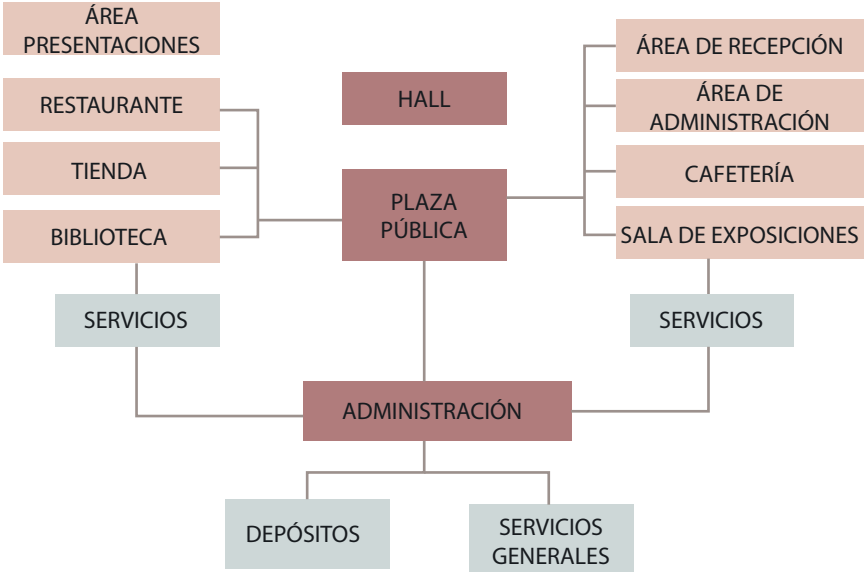 ÁREA
PRESENTACIONES
RESTAURANTE
TIENDA
BIBLIOTECA
SERVICIOS
HALL
PLAZA
PÚBLICA
ÁREA DE RECEPCIÓN
ÁREA DE
ADMINISTRACIÓN
CAFETERÍA
SALA DE EXPOSICIONES
SERVICIOS
ADMINISTRACIÓN
DEPÓSITOS
SERVICIOS
GENERALES